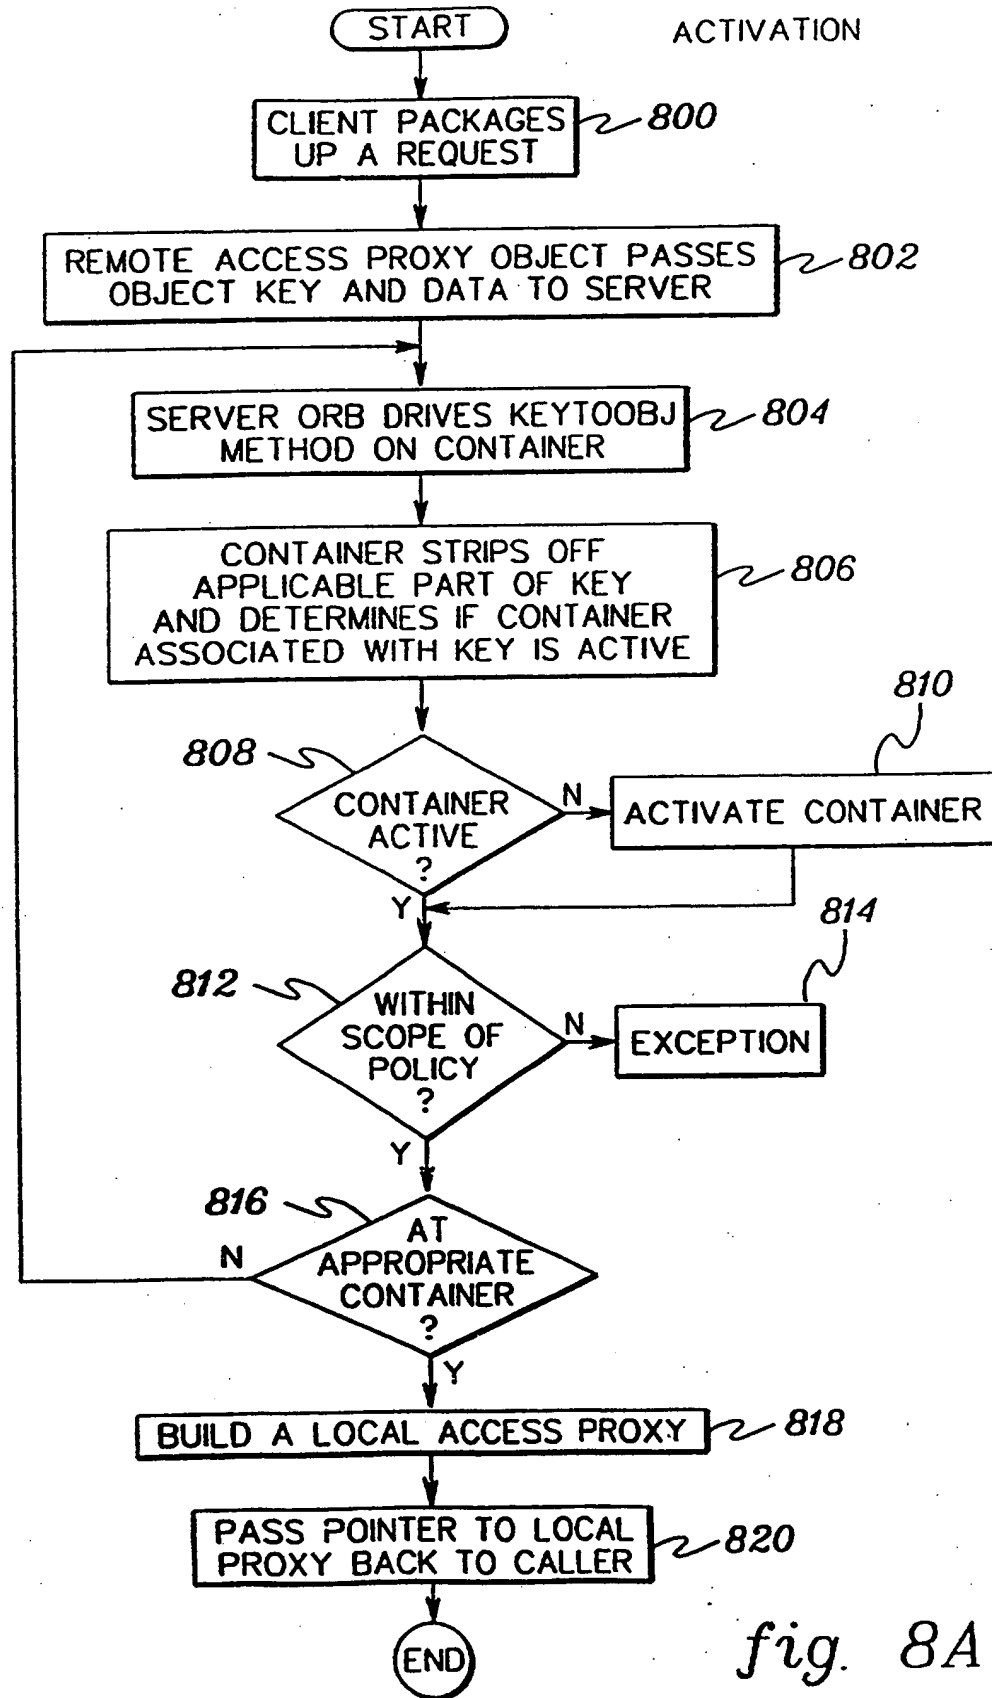 START
ACTIVATION
CLIENT PACKAGES
UP A REQUEST
800
REMOTE ACCESS PROXY OBJECT PASSES
OBJECT KEY AND DATA TO SERVER
802
SERVER ORB DRIVES KEYTOOBJ
METHOD ON CONTAINER
804
CONTAINER STRIPS OFF
APPLICABLE PART OF KEY
AND DETERMINES IF CONTAINER
ASSOCIATED WITH KEY IS ACTIVE
806
808
CONTAINER
ACTIVE
?
N
Y
810
ACTIVATE CONTAINER
812
WITHIN
SCOPE OF
POLICY
?
N
Y
814
EXCEPTION
816
AT
APPROPRIATE
CONTAINER
?
N
Y
BUILD A LOCAL ACCESS PROXY
818
PASS POINTER TO LOCAL
PROXY BACK TO CALLER
820
END
fig. 8A